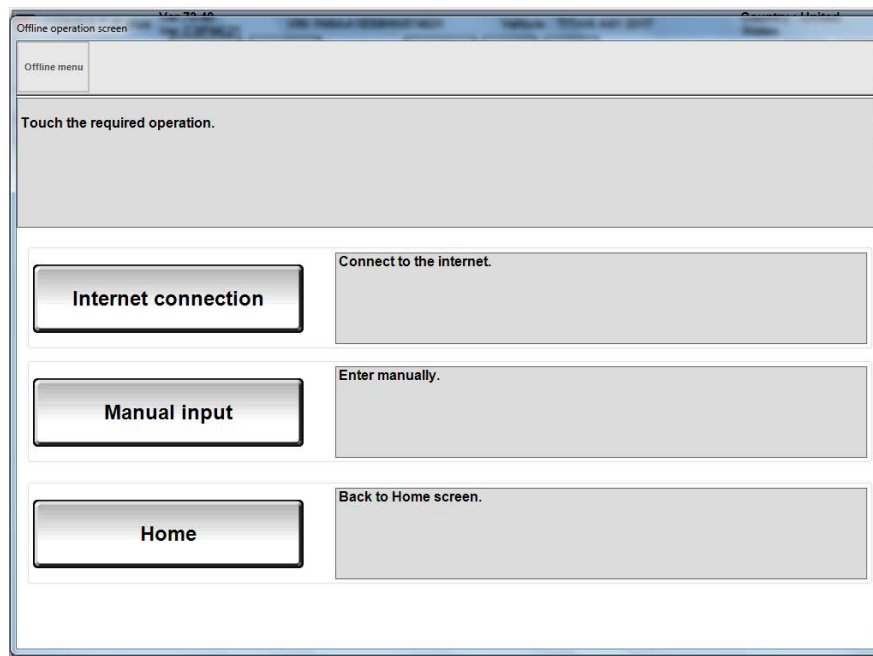 Offline operation screen
Offline menu
Touch the required operation.
Internet connection
Connect to the internet.
Manual input
Enter manually.
Home
Back to Home screen.